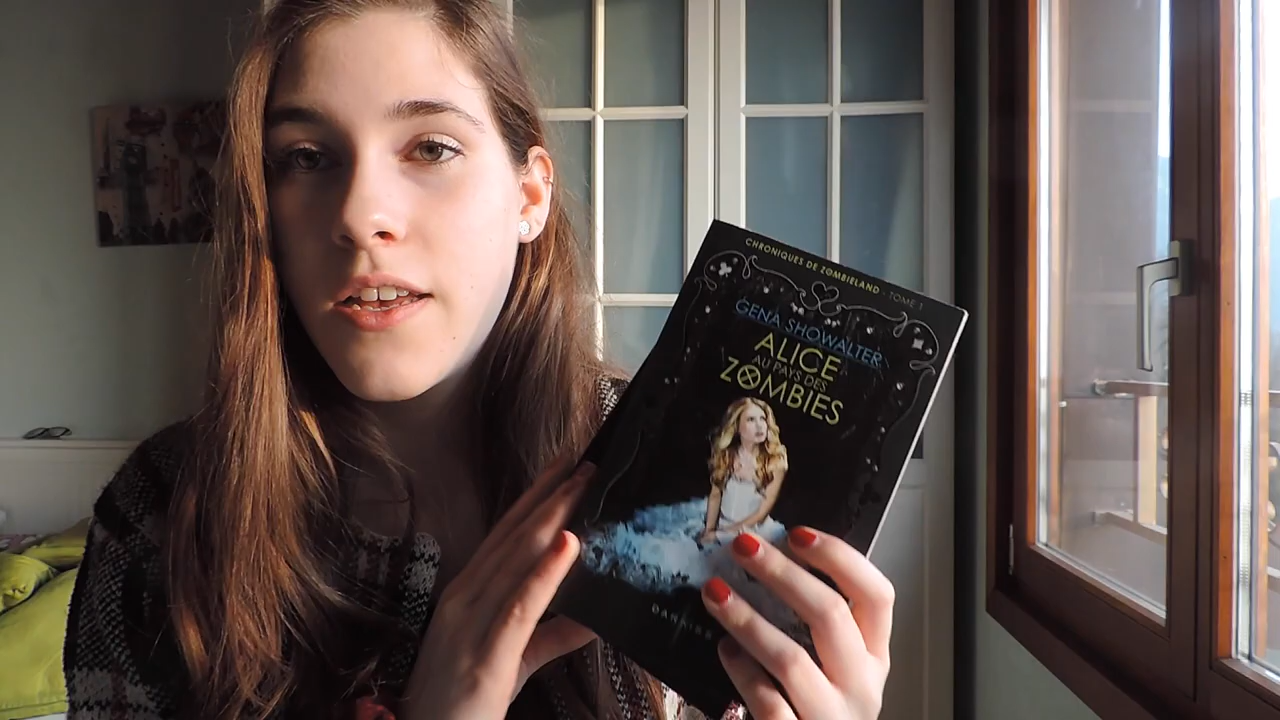 CHRONIQUES DE ZOMBIELAND - TOME 1
GENA SHOWALTER
ALICE
AU PAYS DES
ZOMBIES